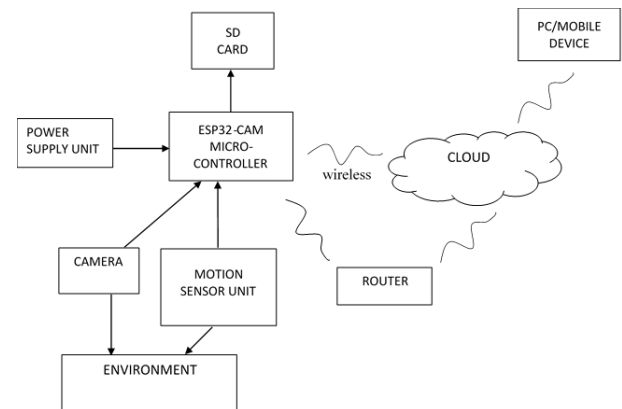 SD
CARD
PC/MOBILE
DEVICE
POWER
SUPPLY UNIT
ESP32-CAM
MICRO-
CONTROLLER
wireless
CLOUD
CAMERA
MOTION
SENSOR UNIT
ROUTER
ENVIRONMENT